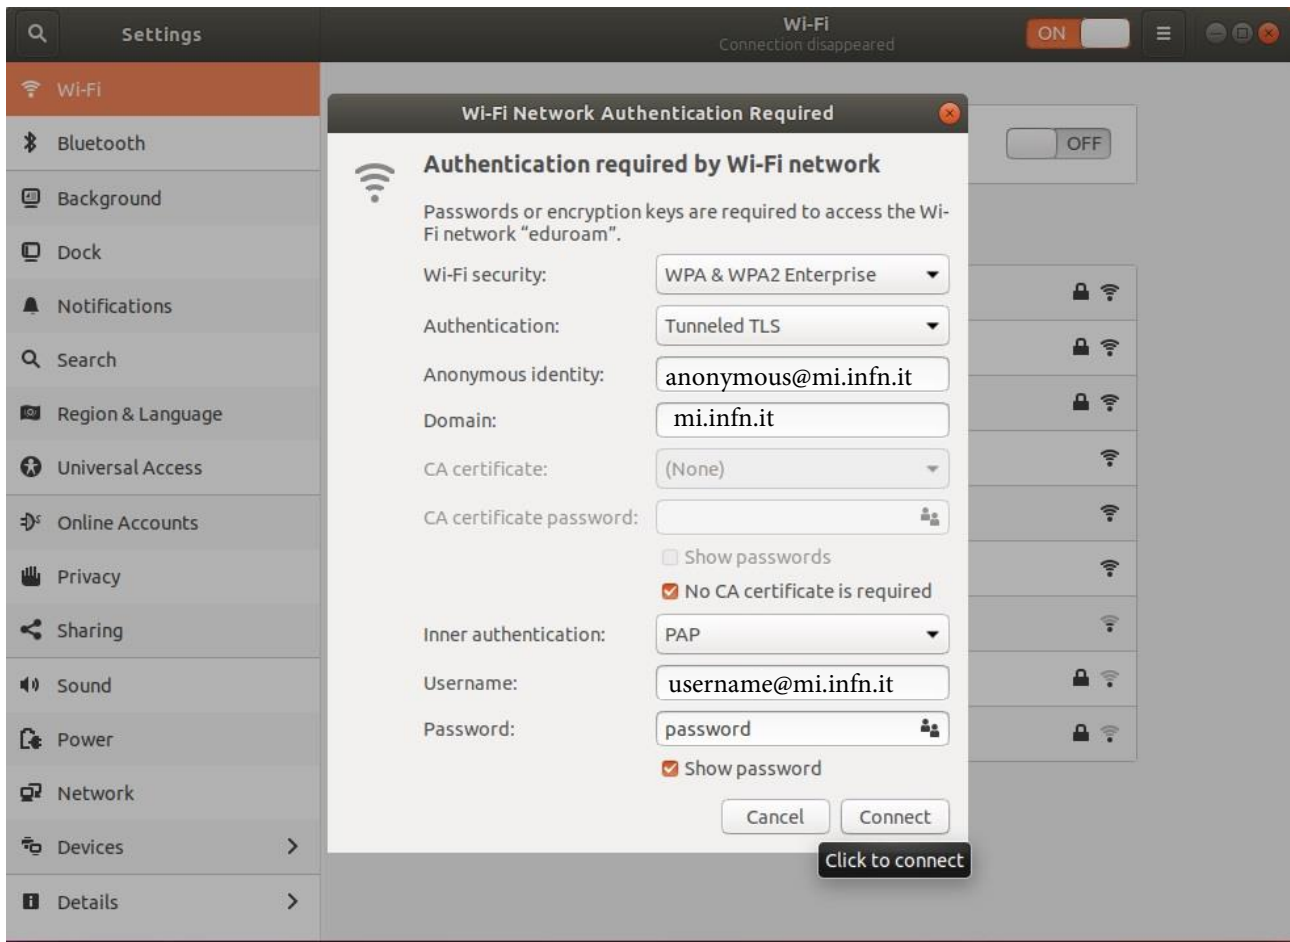 Settings
Wi-Fi
Connection disappeared
ON
Wi-Fi
Bluetooth
Background
Dock
Notifications
Search
Region & Language
Universal Access
Online Accounts
Privacy
Sharing
Sound
Power
Network
Devices
Details
OFF
Wi-Fi Network Authentication Required
Authentication required by Wi-Fi network
Passwords or encryption keys are required to access the Wi-
Fi network “eduroam”.
Wi-Fi security: WPA & WPA2 Enterprise
Authentication: Tunneled TLS
Anonymous identity: anonymous@mi.infn.it
Domain: mi.infn.it
CA certificate: (None)
CA certificate password:
Show passwords
No CA certificate is required
Inner authentication: PAP
Username: username@mi.infn.it
Password: password
Show password
Cancel Connect
Click to connect